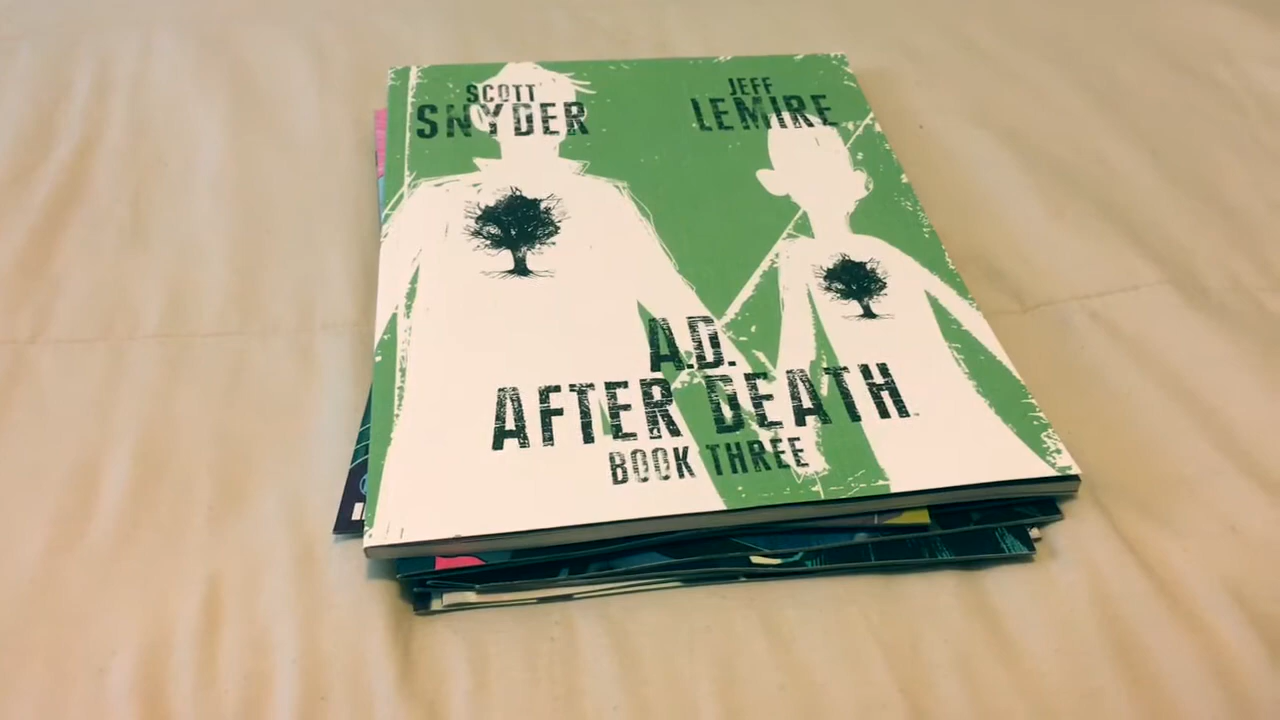 SCOTT
SNYDER
JEFF
LEMIRE
A.D.
AFTER DEATH
BOOK THREE